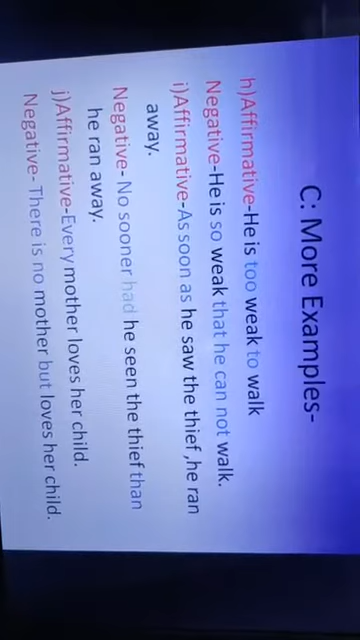 C: More Examples-
h)Affirmative-He is too weak to walk
Negative-He is so weak that he can not walk.
i)Affirmative-As soon as he saw the thief ,he ran
away.
Negative- No sooner had he seen the thief than
he ran away.
j)Affirmative-Every mother loves her child.
Negative- There is no mother but loves her child.